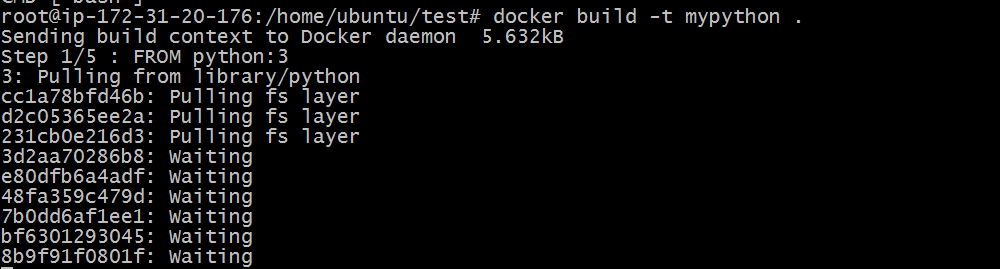 root@ip-172-31-20-176:/home/ubuntu/test# docker build -t mypython .
Sending build context to Docker daemon  5.632kB
Step 1/5 : FROM python:3
3: Pulling from library/python
cc1a78bfd46b: Pulling fs layer
d2c05365ee2a: Pulling fs layer
231cb0e216d3: Pulling fs layer
3d2aa70286b8: Waiting
e80dfb6a4adf: Waiting
48fa359c479d: Waiting
7b0dd6af1ee1: Waiting
bf6301293045: Waiting
8b9f91f0801f: Waiting